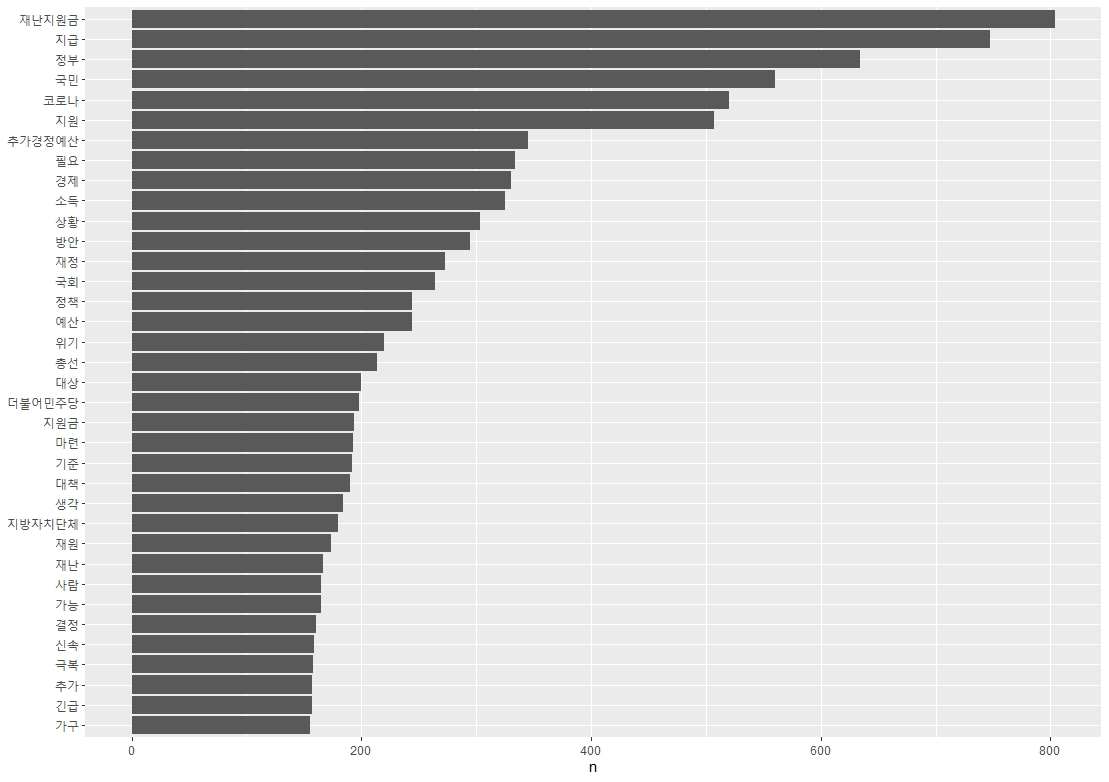 재난지원금
지급
정부
국민
코로나
지원
추가경정예산
필요
경제
소득
상황
방안
재정
국회
정책
예산
위기
총선
대상
더불어민주당
지원금
마련
기준
대책
생각
지방자치단체
재원
재난
사람
가능
결정
신속
극복
추가
긴급
가구
0 200 400 600 800
n